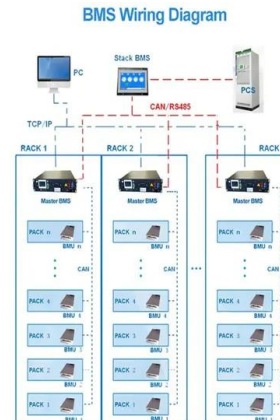 BMS Wiring Diagram
PC
Stack BMS
PCS
CAN/RS485
TCP/IP
RACK 1
RACK 2
RACK
Master BMS
Master BMS
Master BMS
PACK n
BMU n
PACK n
BMU n
PACK n
BMU n
CAN
CAN
CAN
PACK 4
BMU 4
PACK 4
BMU 4
PACK 4
BMU 4
PACK 3
BMU 3
PACK 3
BMU 3
PACK 3
BMU 3
PACK 2
BMU 2
PACK 2
BMU 2
PACK 2
BMU 2
PACK 1
PACK 1
PACK 1